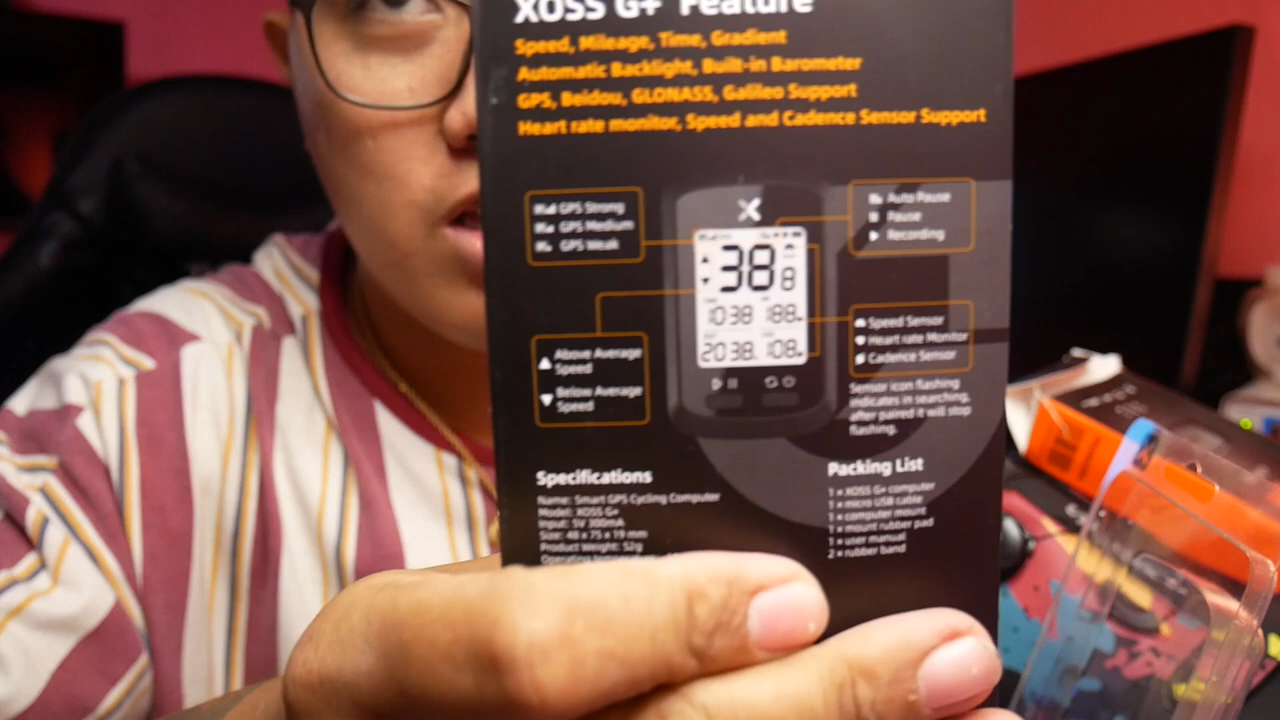 XOSS G+ Feature
Speed, Mileage, Time, Gradient
Automatic Backlight, Built-in Barometer
GPS, Beidou, GLONASS, Galileo Support
Heart rate monitor, Speed and Cadence Sensor Support
GPS Strong
GPS Medium
GPS Weak
Auto Pause
Pause
Recording
38 8
1038 188
2038 108
Above Average
Speed
Below Average
Speed
Speed Sensor
Heart rate Monitor
Cadence Sensor
Sensor icon flashing
indicates in searching,
after paired it will stop
flashing.
Specifications
Name: Smart GPS Cycling Computer
Model: XOSS G+
Input: 5V 300mA
Size: 48 x 75 x 19 mm
Product Weight: 52g
Operating
Packing List
1 × XOSS G+ computer
1 × micro USB cable
1 × computer mount
1 × mount rubber pad
1 × user manual
2 × rubber band